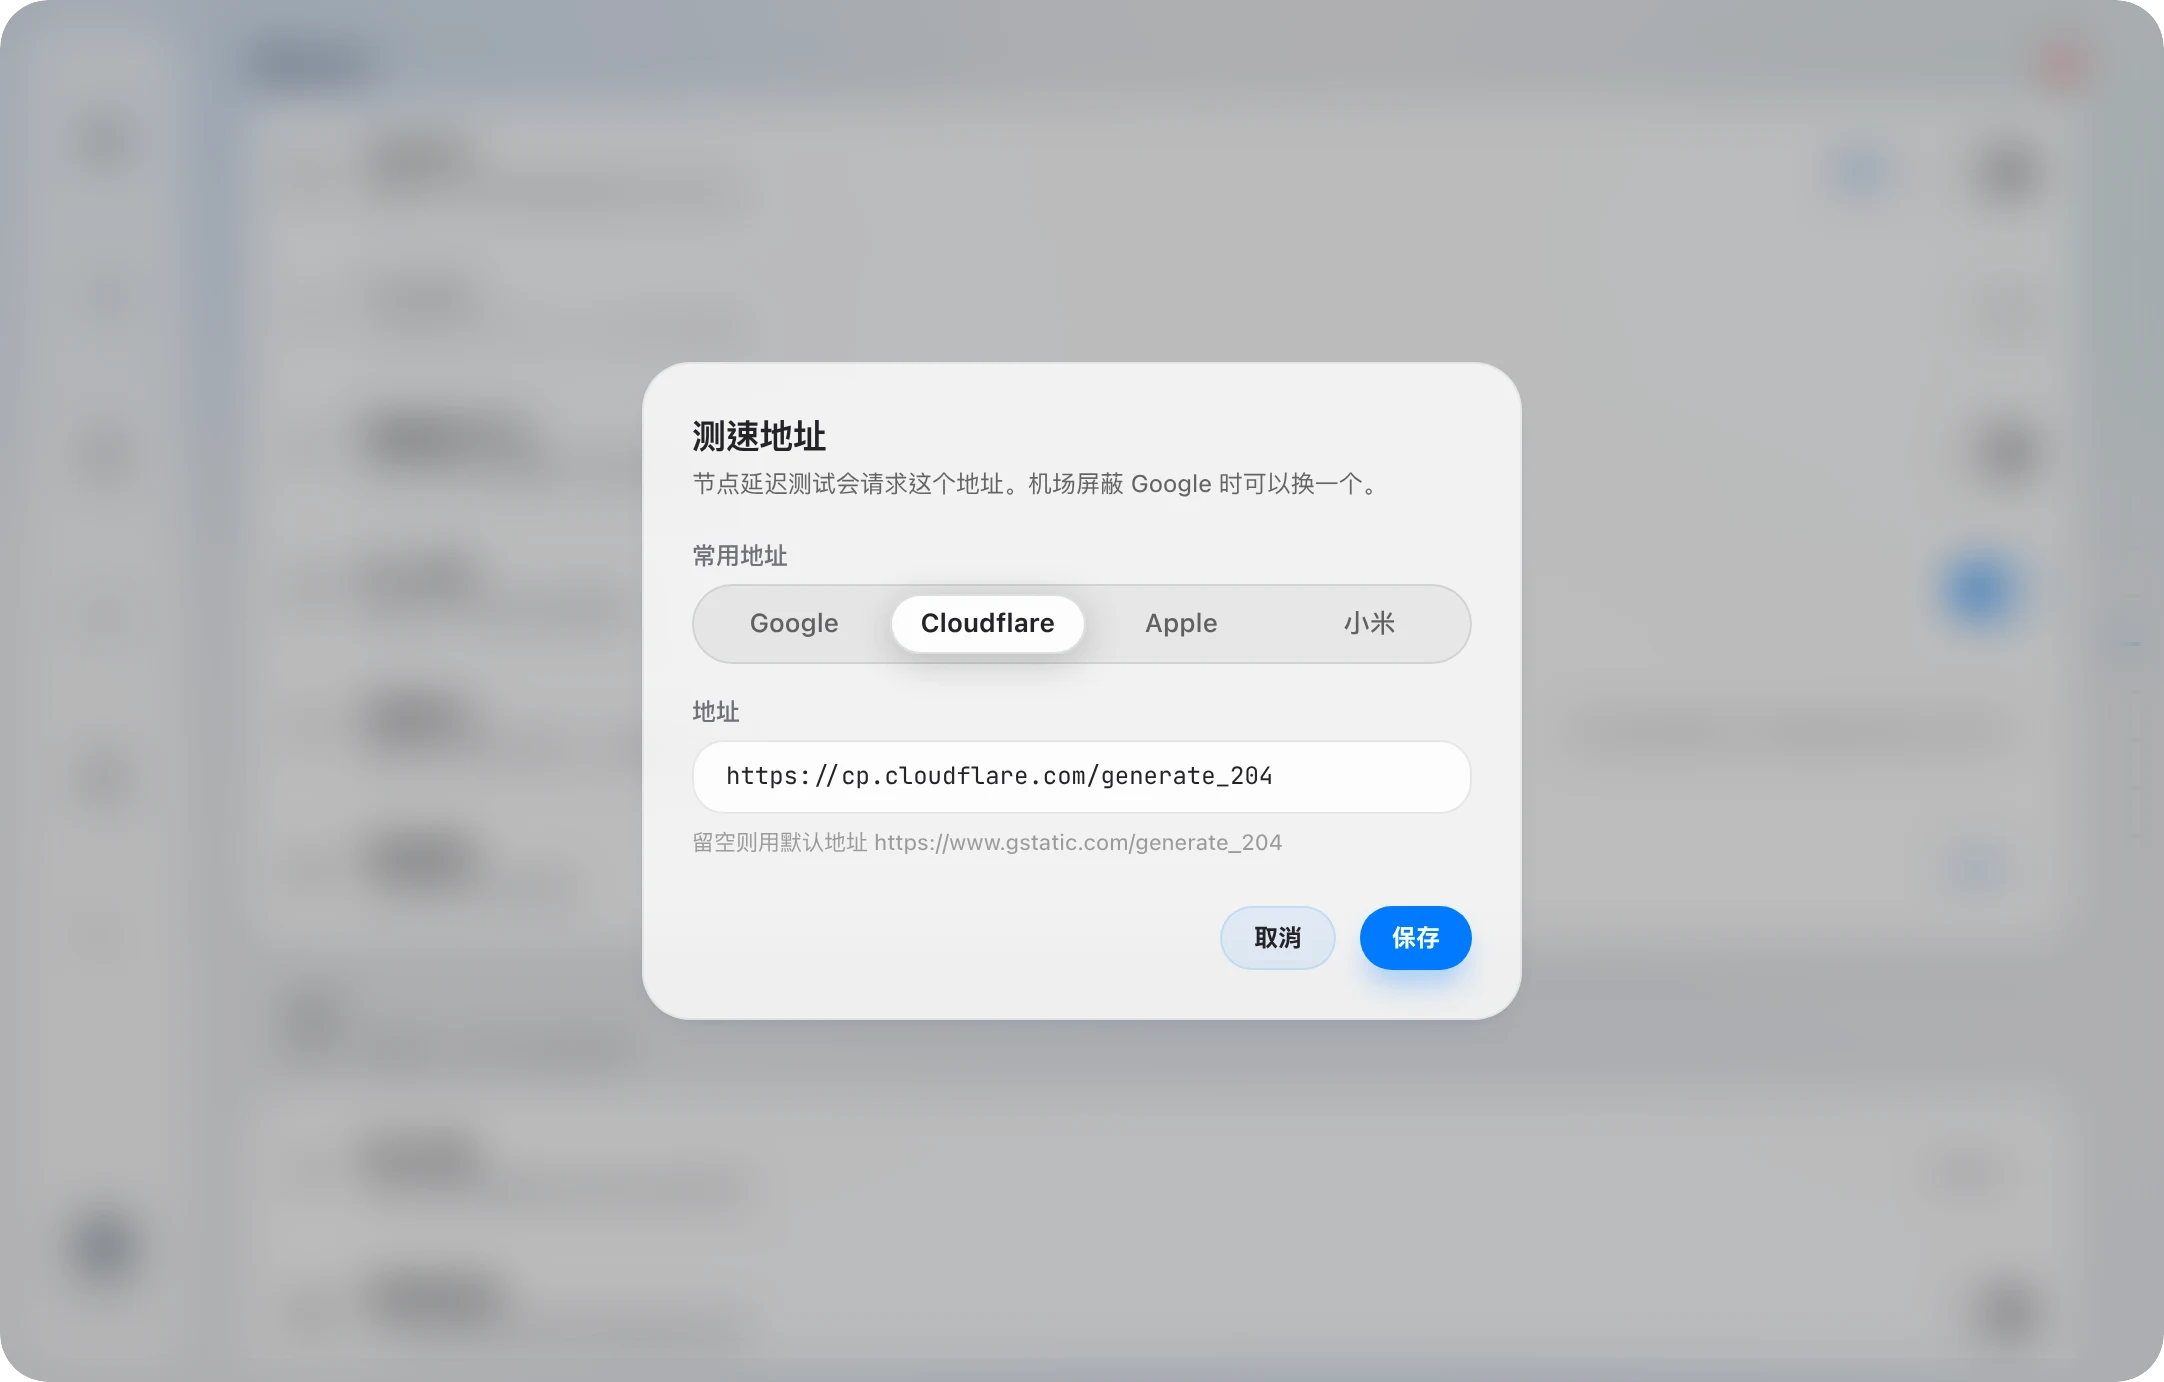 测速地址
节点延迟测试会请求这个地址。机场屏蔽 Google 时可以换一个。
常用地址
Google Cloudflare Apple 小米
地址
https://cp.cloudflare.com/generate_204
留空则用默认地址 https://www.gstatic.com/generate_204
取消 保存